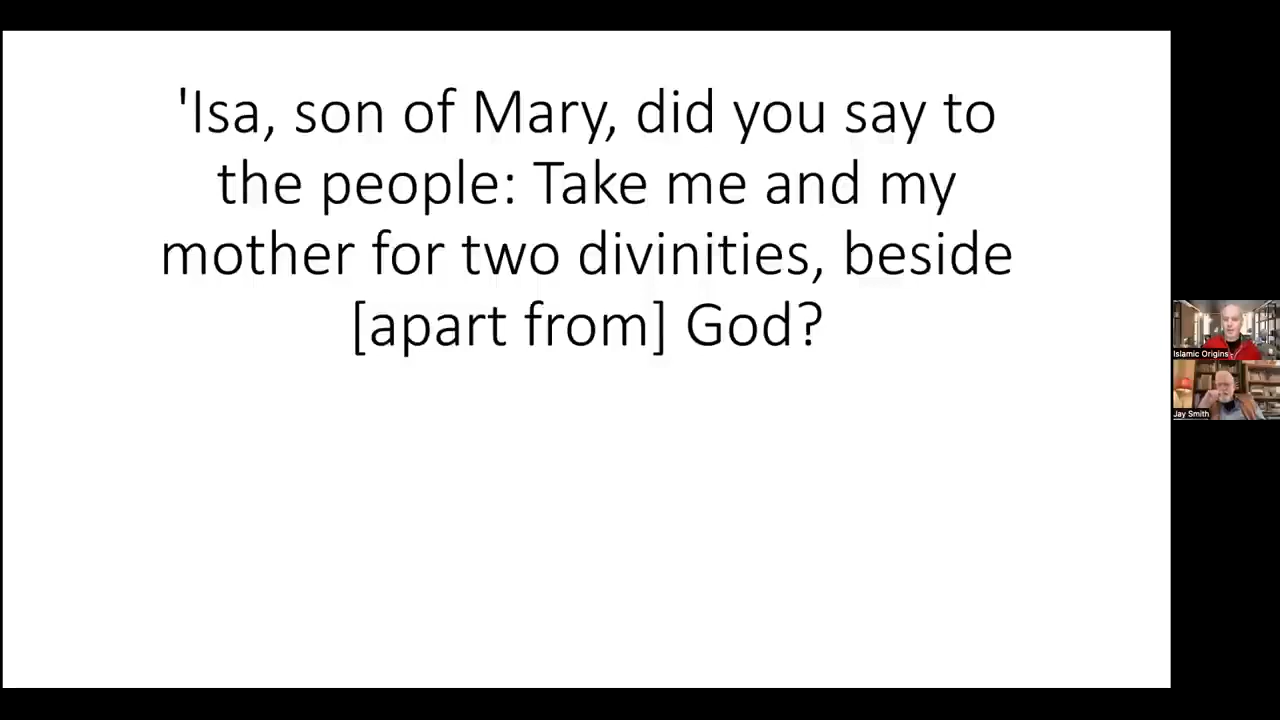 'Isa, son of Mary, did you say to
the people: Take me and my
mother for two divinities, beside
[apart from] God?
Islamic Origins
Jay Smith